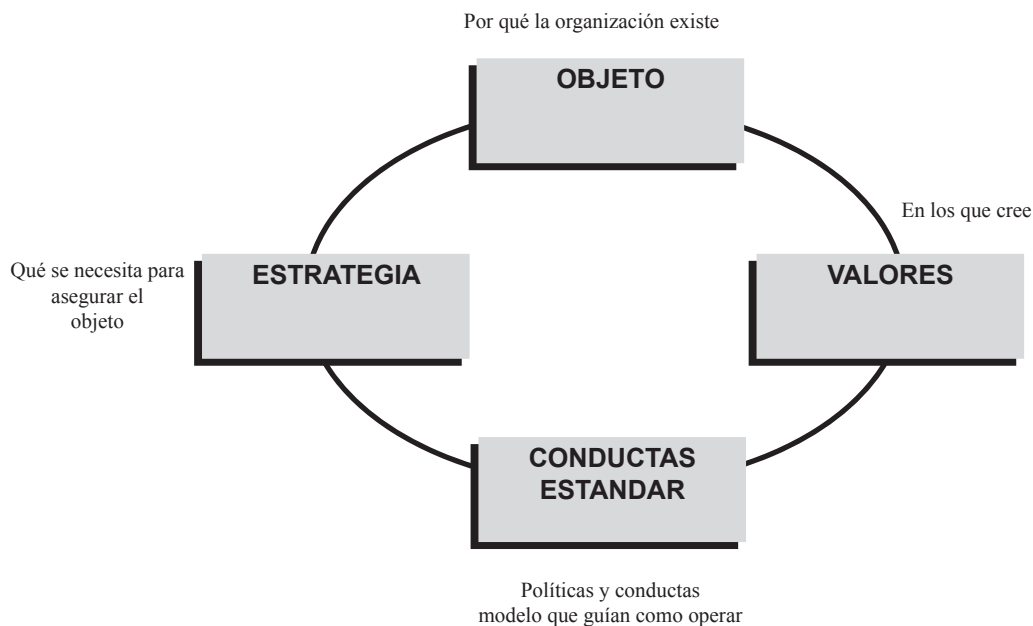 Por qué la organización existe
OBJETO
En los que cree
VALORES
Qué se necesita para
asegurar el
objeto
ESTRATEGIA
CONDUCTAS
ESTANDAR
Políticas y conductas
modelo que guían como operar